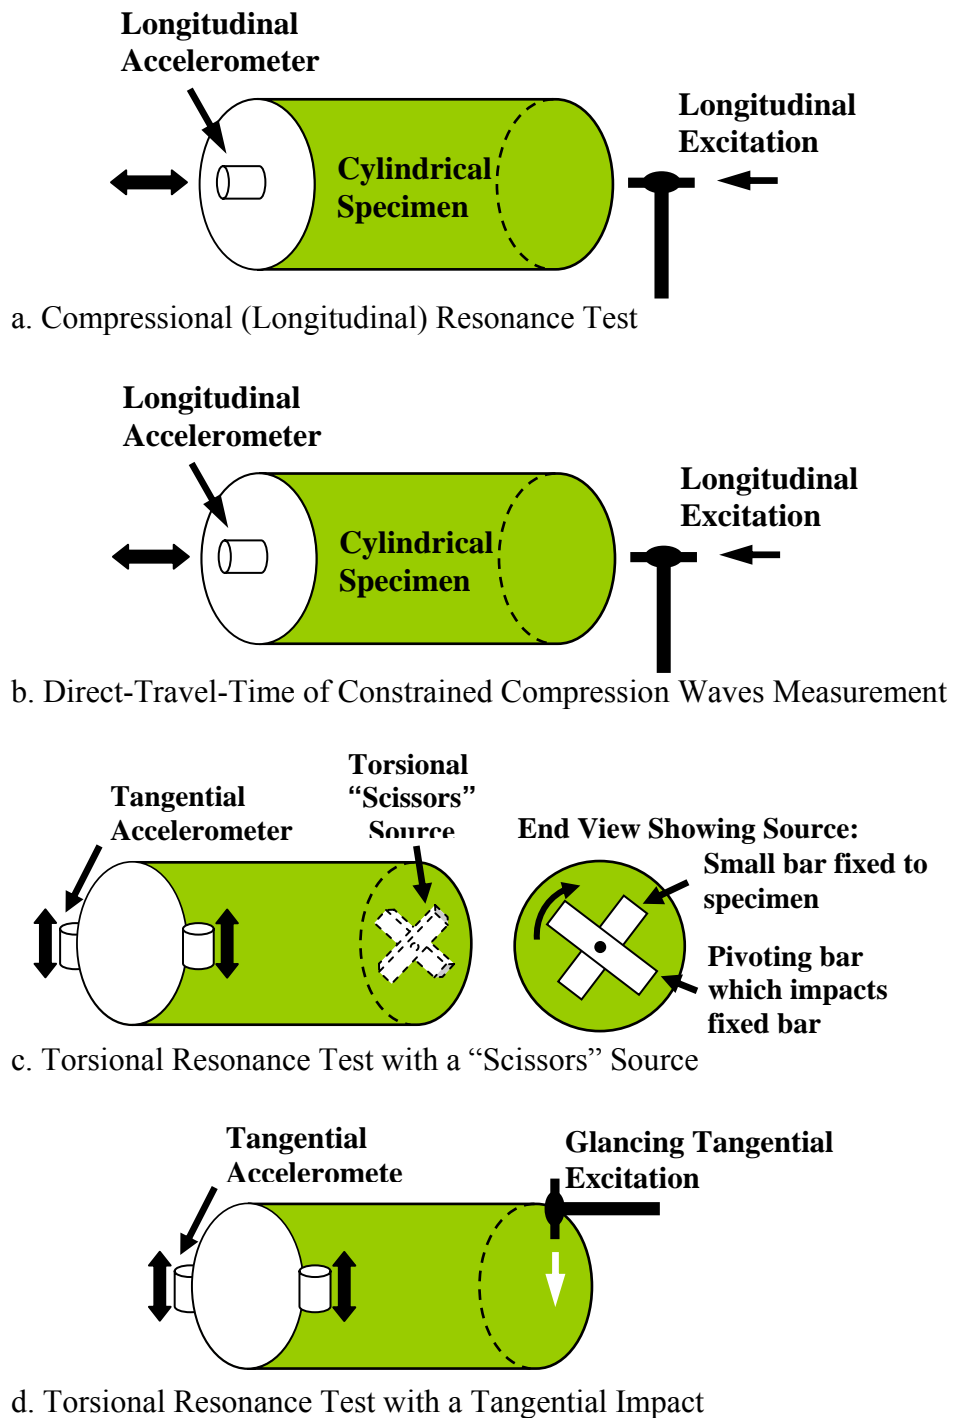 Longitudinal
Accelerometer
Longitudinal
Excitation
Cylindrical
Specimen
a. Compressional (Longitudinal) Resonance Test
Longitudinal
Accelerometer
Longitudinal
Excitation
Cylindrical
Specimen
b. Direct-Travel-Time of Constrained Compression Waves Measurement
Torsional
“Scissors”
Source
Tangential
Accelerometer
End View Showing Source:
Small bar fixed to
specimen
Pivoting bar
which impacts
fixed bar
c. Torsional Resonance Test with a “Scissors” Source
Tangential
Acceleromete
Glancing Tangential
Excitation
d. Torsional Resonance Test with a Tangential Impact